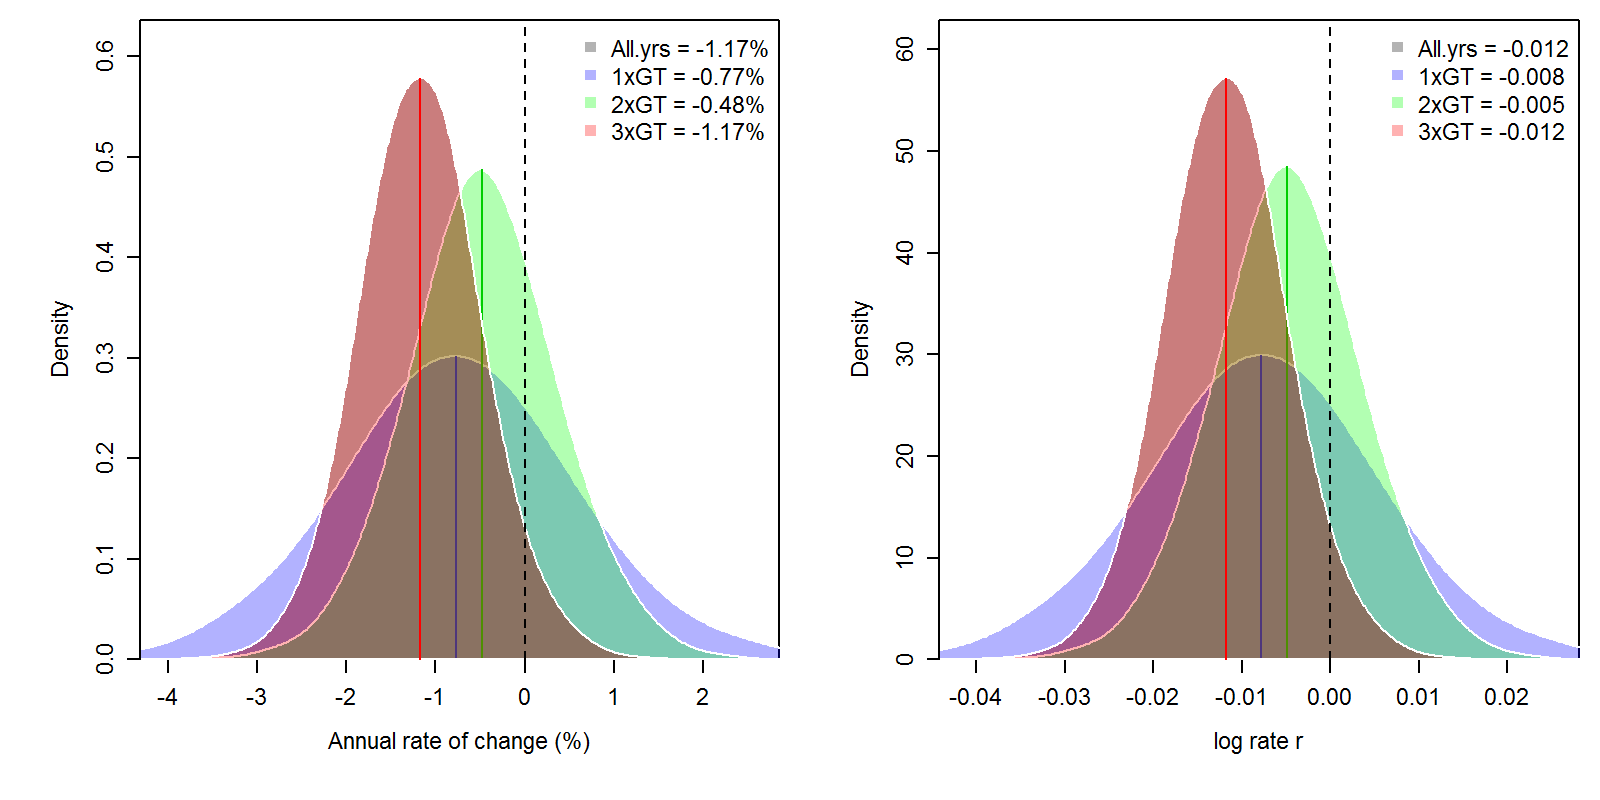 All.yrs = -1.17%
1xGT = -0.77%
2xGT = -0.48%
3xGT = -1.17%
0.6
0.5
0.4
0.3
0.2
0.1
0.0
Density
-4 -3 -2 -1 0 1 2
Annual rate of change (%)
All.yrs = -0.012
1xGT = -0.008
2xGT = -0.005
3xGT = -0.012
60
50
40
30
20
10
0
Density
-0.04 -0.03 -0.02 -0.01 0.00 0.01 0.02
log rate r